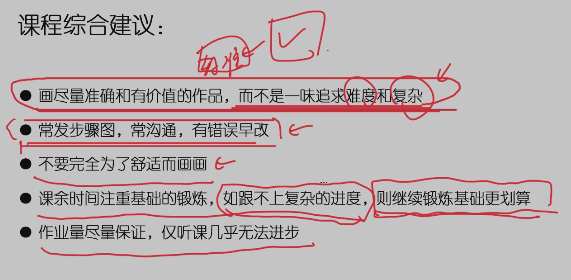 课程综合建议：
● 画尽量准确和有价值的作品，而不是一味追求难度和复杂
● 常发步骤图，常沟通，有错误早改
● 不要完全为了舒适而画画
● 课余时间注重基础的锻炼，如跟不上复杂的进度，则继续锻炼基础更划算
● 作业量尽量保证，仅听课几乎无法进步